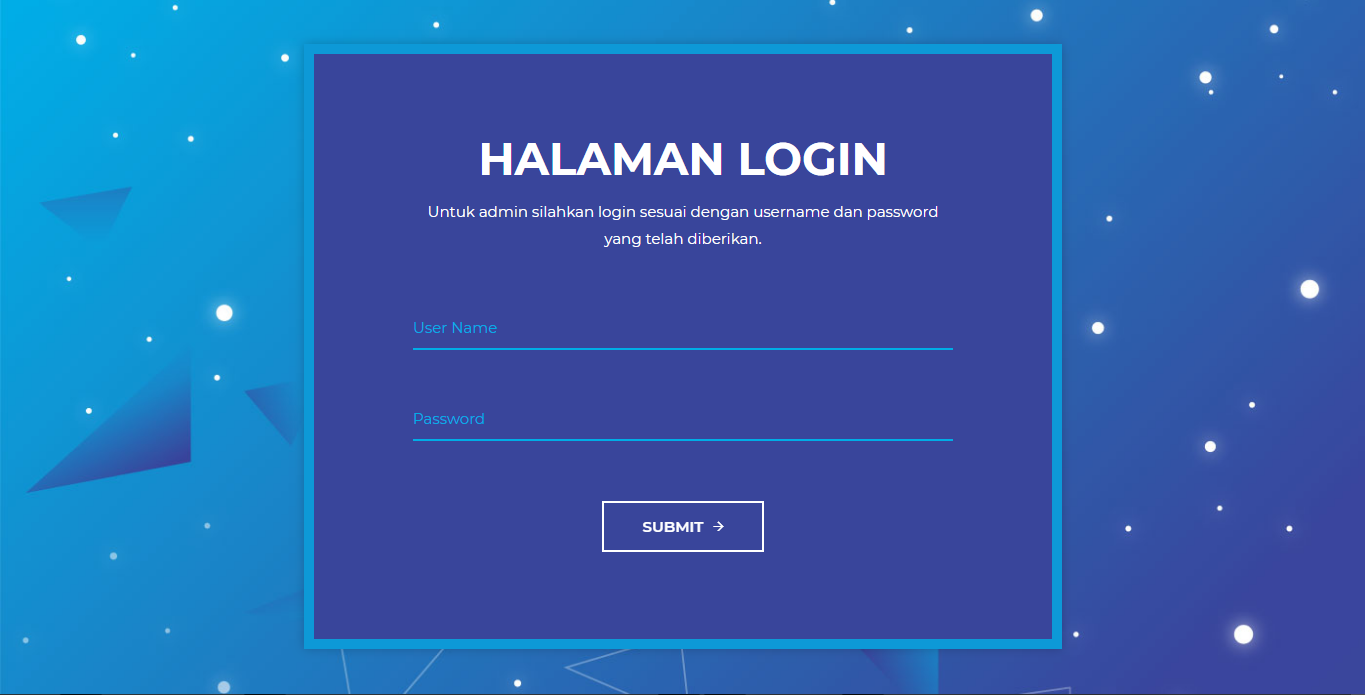 HALAMAN LOGIN
Untuk admin silahkan login sesuai dengan username dan password
yang telah diberikan.
User Name
Password
SUBMIT →